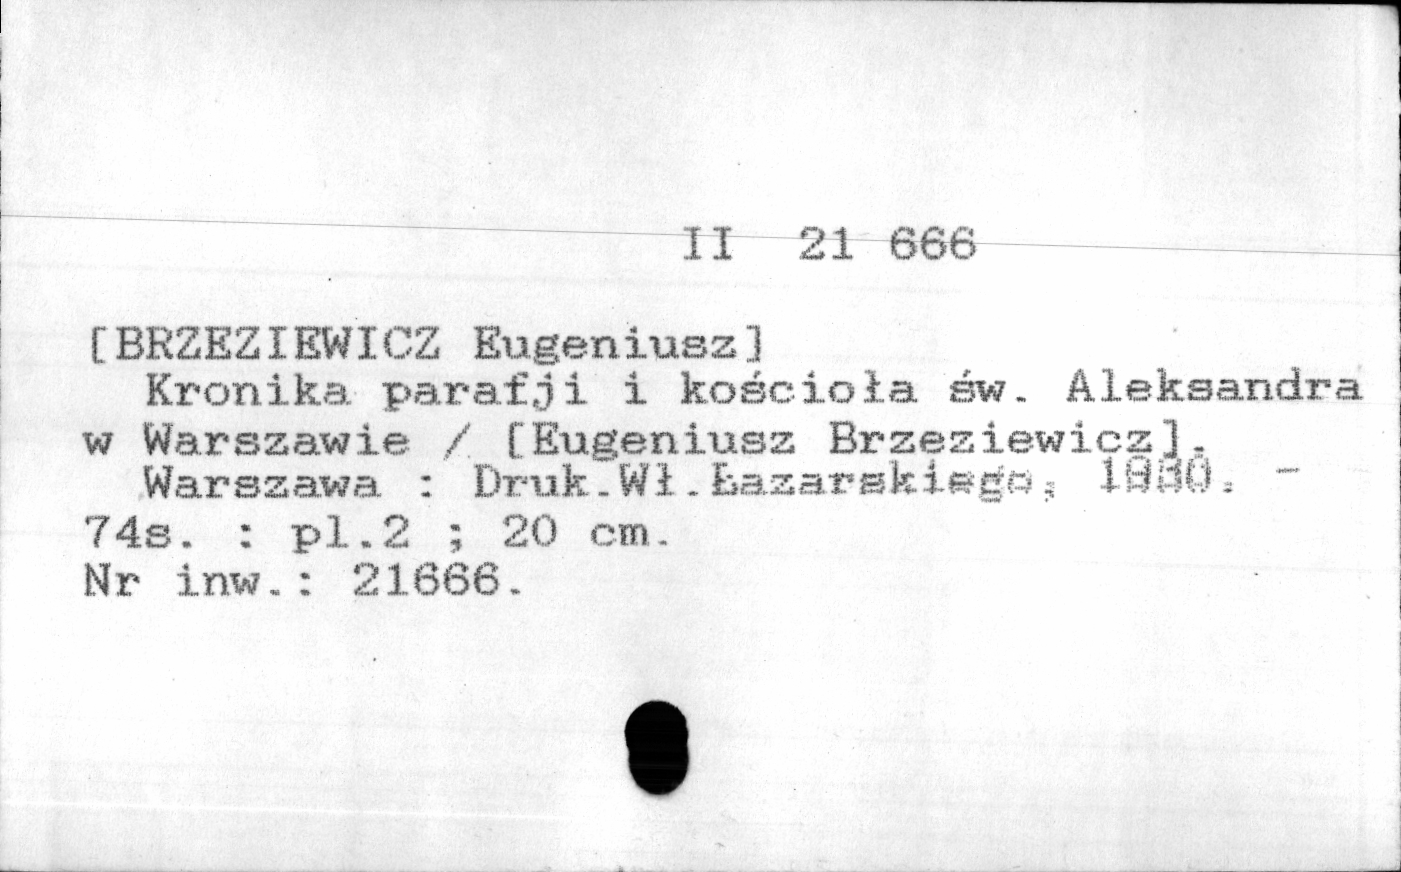 II 21 666
[BRZEZIEWICZ Eugeniusz]
Kronika parafji i kościoła św. Aleksandra
w Warszawie / [Eugeniusz Brzeziewicz].
Warszawa : Druk.Wł.Łazarskiego, 1930. -
74s. : pl.2 ; 20 cm.
Nr inw.: 21666.